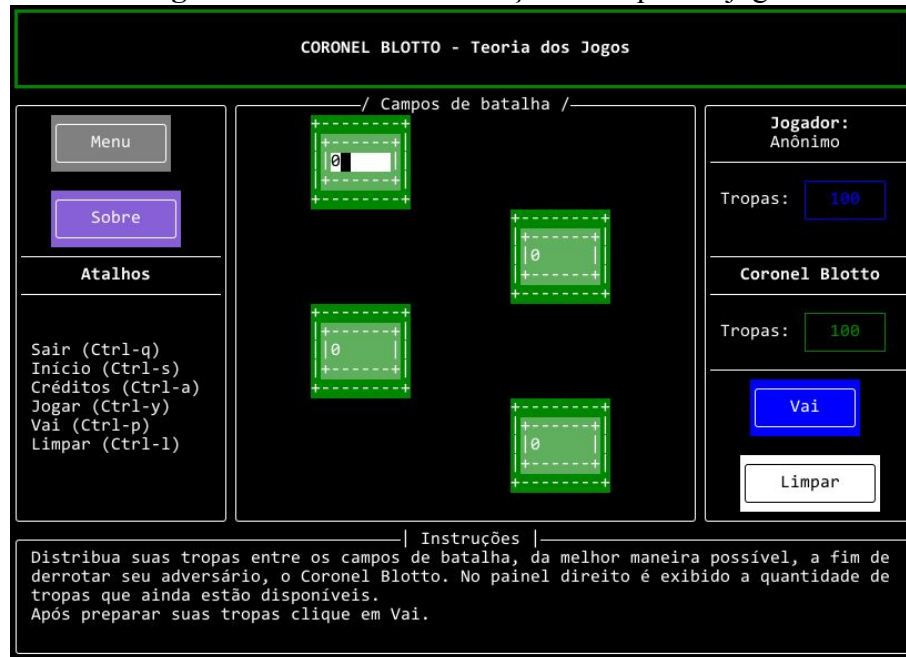 CORONEL BLOTTO - Teoria dos Jogos
Menu
Sobre
Atalhos
Sair (Ctrl-q)
Início (Ctrl-s)
Créditos (Ctrl-a)
Jogar (Ctrl-y)
Vai (Ctrl-p)
Limpar (Ctrl-l)
/ Campos de batalha /
0
0
0
0
Jogador:
Anônimo
Tropas: 100
Coronel Blotto
Tropas: 100
Vai
Limpar
| Instruções |
Distribua suas tropas entre os campos de batalha, da melhor maneira possível, a fim de
derrotar seu adversário, o Coronel Blotto. No painel direito é exibido a quantidade de
tropas que ainda estão disponíveis.
Após preparar suas tropas clique em Vai.